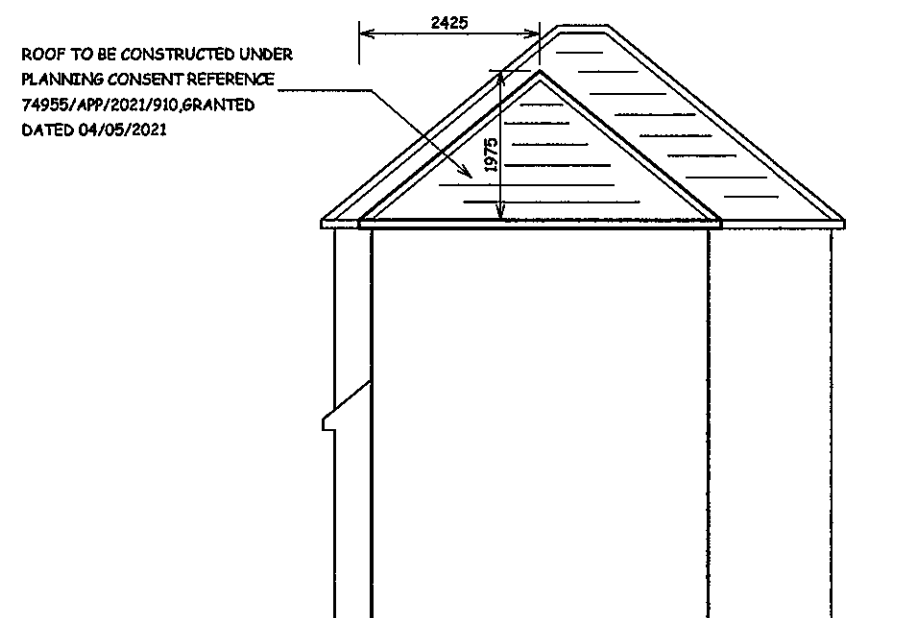 2425
ROOF TO BE CONSTRUCTED UNDER
PLANNING CONSENT REFERENCE
74955/APP/2021/910,GRANTED
DATED 04/05/2021
1975